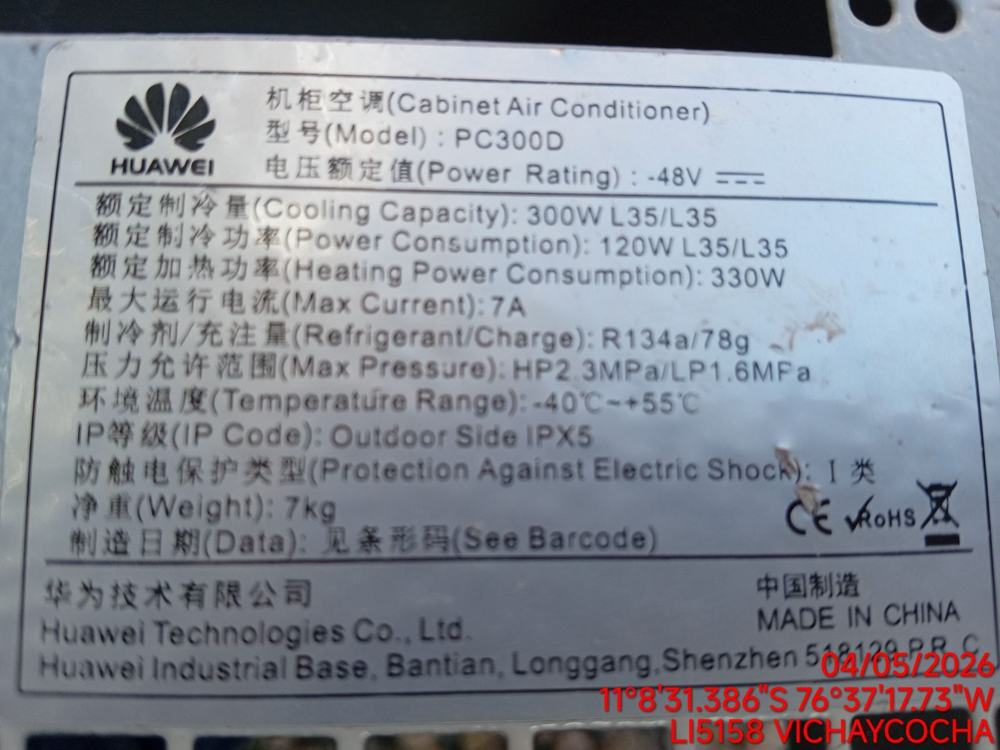 HUAWEI
机柜空调(Cabinet Air Conditioner)
型号(Model) : PC300D
电压额定值(Power Rating) : -48V
额定制冷量(Cooling Capacity): 300W L35/L35
额定制冷功率(Power Consumption): 120W L35/L35
额定加热功率(Heating Power Consumption): 330W
最大运行电流(Max Current): 7A
制冷剂/充注量(Refrigerant/Charge): R134a/78g
压力允许范围(Max Pressure): HP2.3MPa/LP1.6MPa
环境温度(Temperature Range): -40℃~+55℃
IP等级(IP Code): Outdoor Side IPX5
防触电保护类型(Protection Against Electric Shock): I 类
净重(Weight): 7kg
CE RoHS
制造日期(Data): 见条形码(See Barcode)
华为技术有限公司
中国制造
Huawei Technologies Co., Ltd.
MADE IN CHINA
Huawei Industrial Base, Bantian, Longgang,Shenzhen 518129 P.R.C
04/05/2026
11°8'31.386"S 76°37'17.73"W
LI5158 VICHAYCOCHA